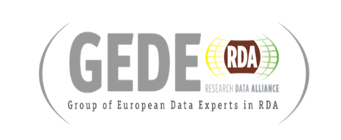 GEDE
RDA
RESEARCH DATA ALLIANCE
Group of European Data Experts in RDA